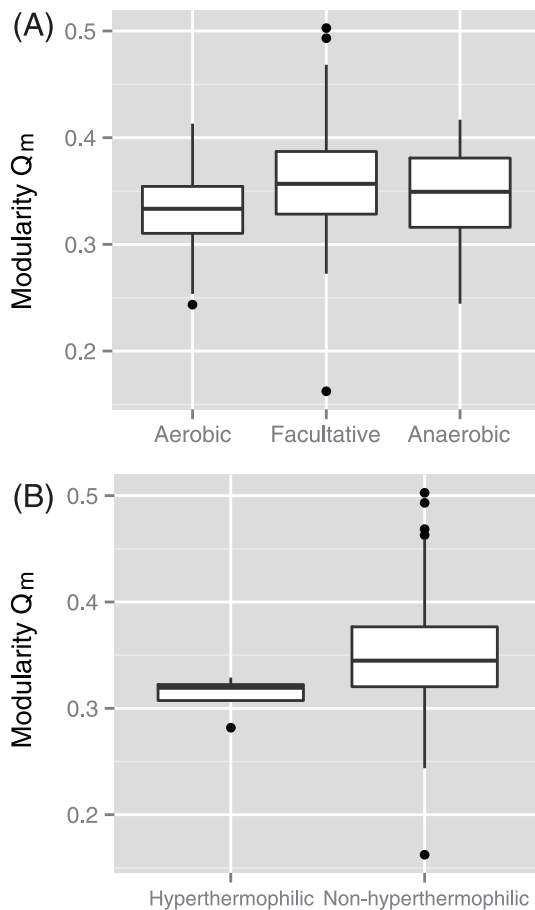 (A)
Modularity Qm
0.5
0.4
0.3
0.2
Aerobic Facultative Anaerobic
(B)
Modularity Qm
0.5
0.4
0.3
0.2
Hyperthermophilic Non-hyperthermophilic